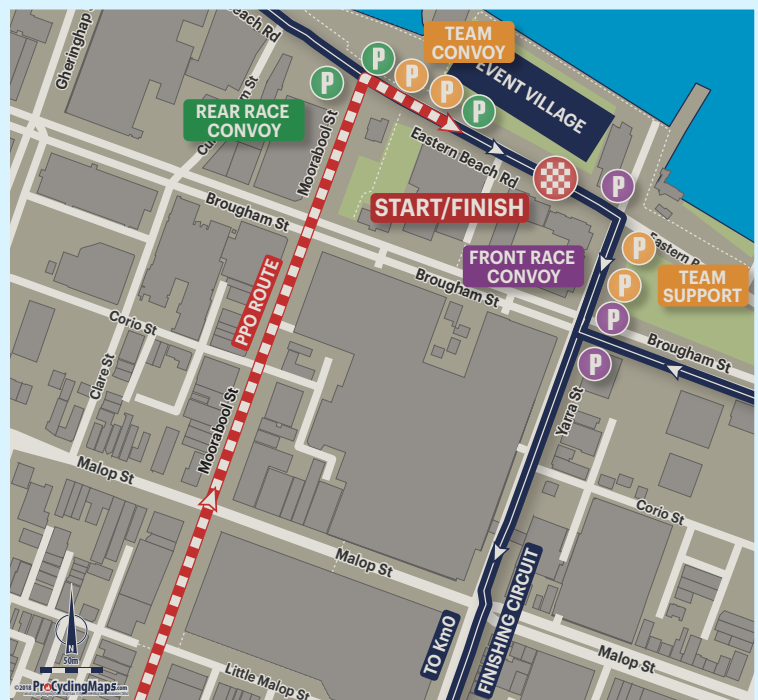 Beach Rd
Gheringhap
TEAM
CONVOY
P
P
P
P
P
EVENT VILLAGE
REAR RACE
CONVOY
Moorabool St
Eastern Beach Rd
P
START/FINISH
Brougham St
P
Eastern
FRONT RACE
CONVOY
TEAM
SUPPORT
P
PPO ROUTE
Brougham St
P
Brougham St
Corio St
P
Clare St
Moorabool St
Yarra St
Malop St
Corio St
Malop St
FINISHING CIRCUIT
TO Km0
Malop St
N
50m
Little Malop St
©2018 ProCyclingMaps.com